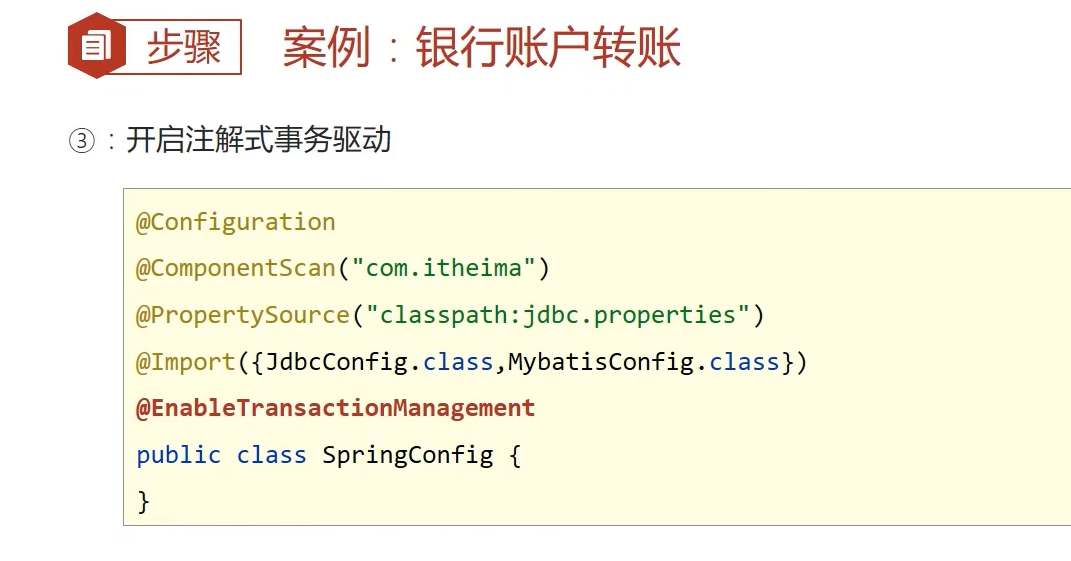 步骤 案例：银行账户转账
③：开启注解式事务驱动
@Configuration
@ComponentScan("com.itheima")
@PropertySource("classpath:jdbc.properties")
@Import({JdbcConfig.class,MybatisConfig.class})
@EnableTransactionManagement
public class SpringConfig {
}